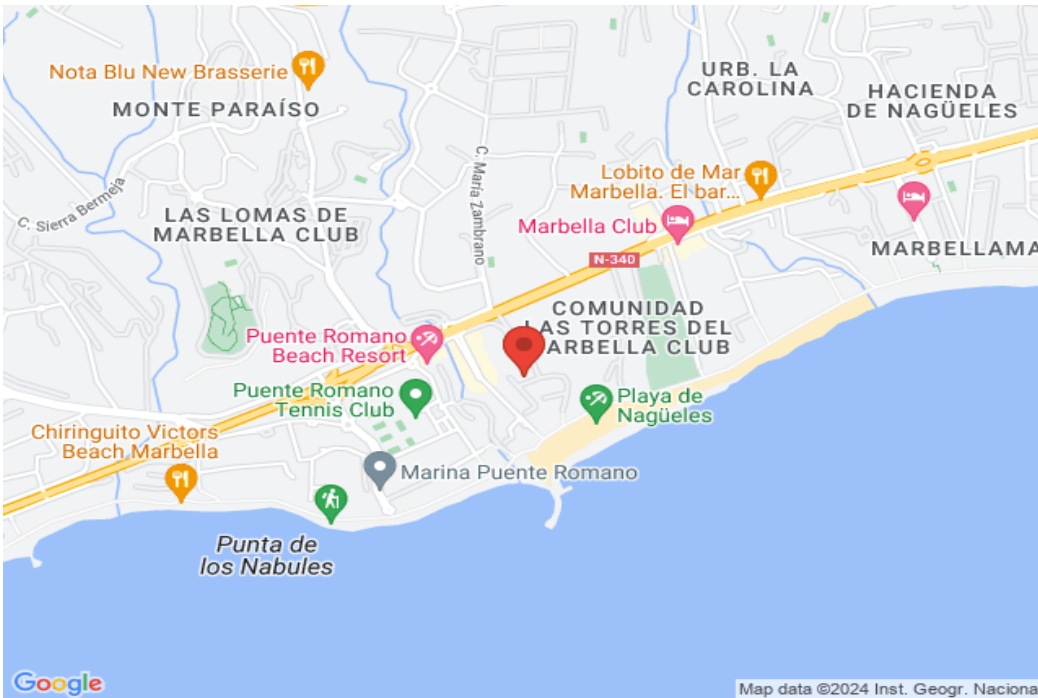 Nota Blu New Brasserie
MONTE PARAÍSO
URB. LA
CAROLINA
HACIENDA
DE NAGÜELES
C. María Zambrano
Lobito de Mar
Marbella. El bar...
C. Sierra Bermeja
LAS LOMAS DE
MARBELLA CLUB
Marbella Club
MARBELLAMA
N-340
COMUNIDAD
LAS TORRES DEL
MARBELLA CLUB
Puente Romano
Beach Resort
Puente Romano
Tennis Club
Playa de
Nagüeles
Chiringuito Victors
Beach Marbella
Marina Puente Romano
Punta de
los Nabules
Google
Map data ©2024 Inst. Geogr. Naciona